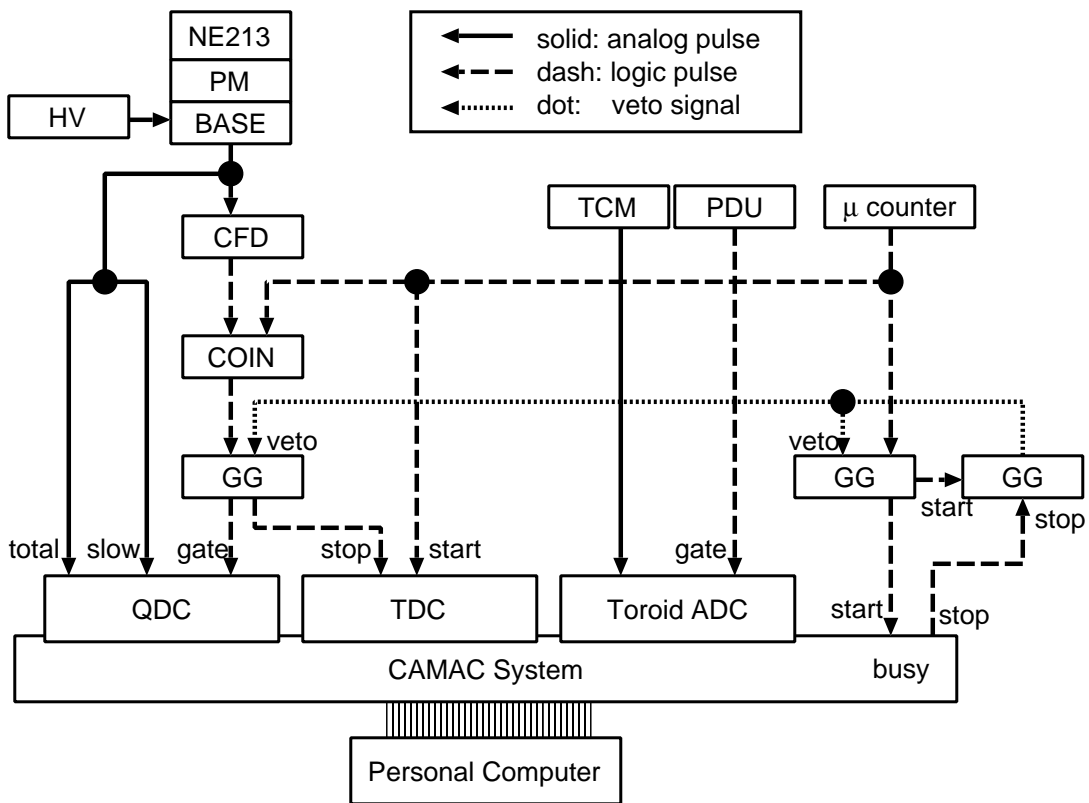 NE213
solid: analog pulse
PM
dash: logic pulse
HV
BASE
dot: veto signal
TCM
PDU
μ counter
CFD
COIN
veto
veto
GG
GG
GG
start
stop
total
slow
gate
stop
start
gate
QDC
TDC
Toroid ADC
start
stop
CAMAC System
busy
Personal Computer